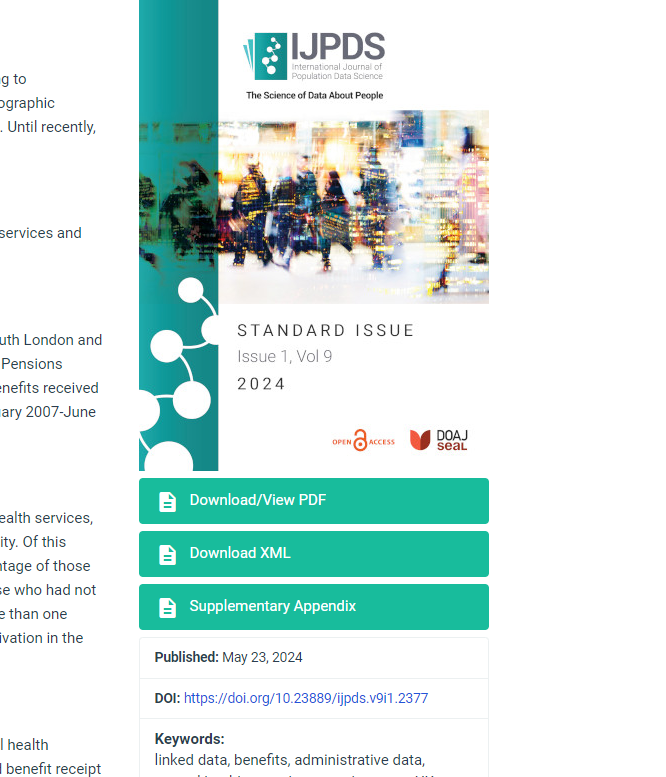 IJPDS
International Journal of
Population Data Science
The Science of Data About People
g to
ographic
. Until recently,
services and
uth London and
Pensions
enefits received
ary 2007-June
ealth services,
ity. Of this
ntage of those
se who had not
e than one
ivation in the
l health
benefit receipt
STANDARD ISSUE
Issue 1, Vol 9
2024
OPEN ACCESS
DOAJ
seal
Download/View PDF
Download XML
Supplementary Appendix
Published: May 23, 2024
DOI: https://doi.org/10.23889/ijpds.v9i1.2377
Keywords:
linked data, benefits, administrative data,